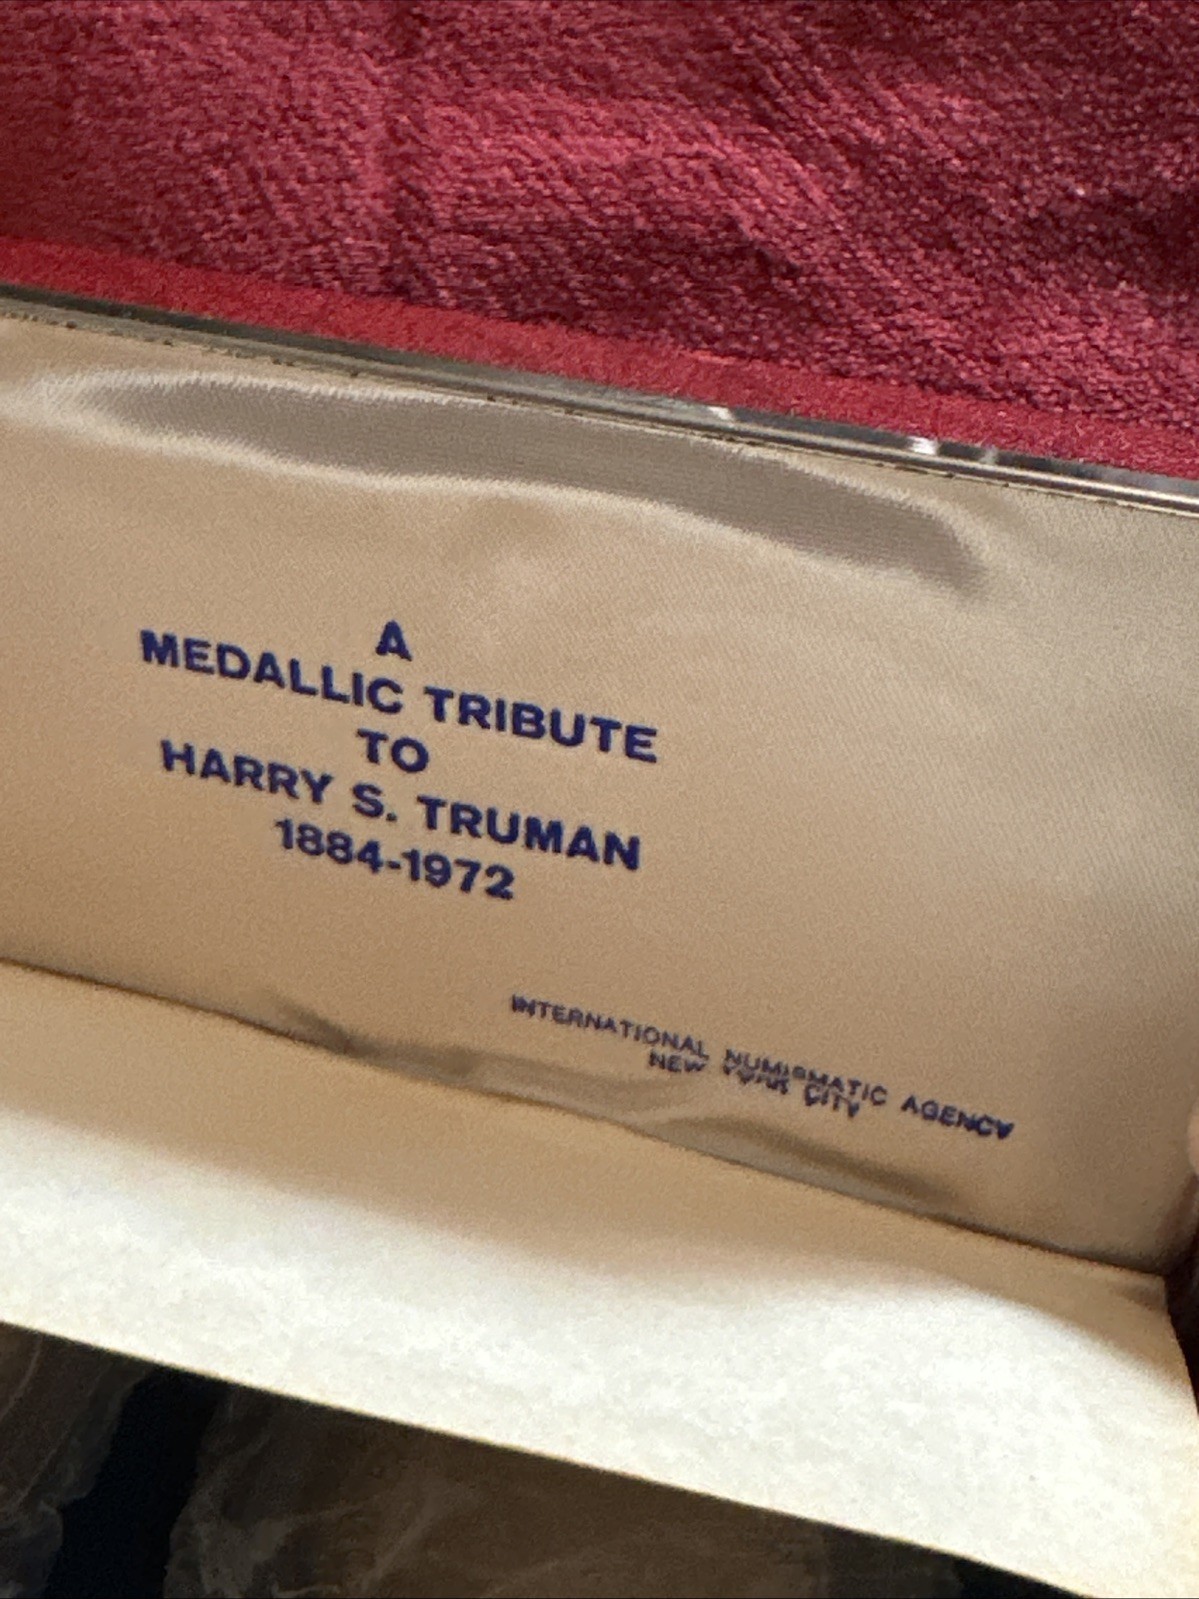 A
MEDALLIC TRIBUTE
TO
HARRY S. TRUMAN
1884-1972
INTERNATIONAL NUMISMATIC AGENCY
NEW YORK CITY